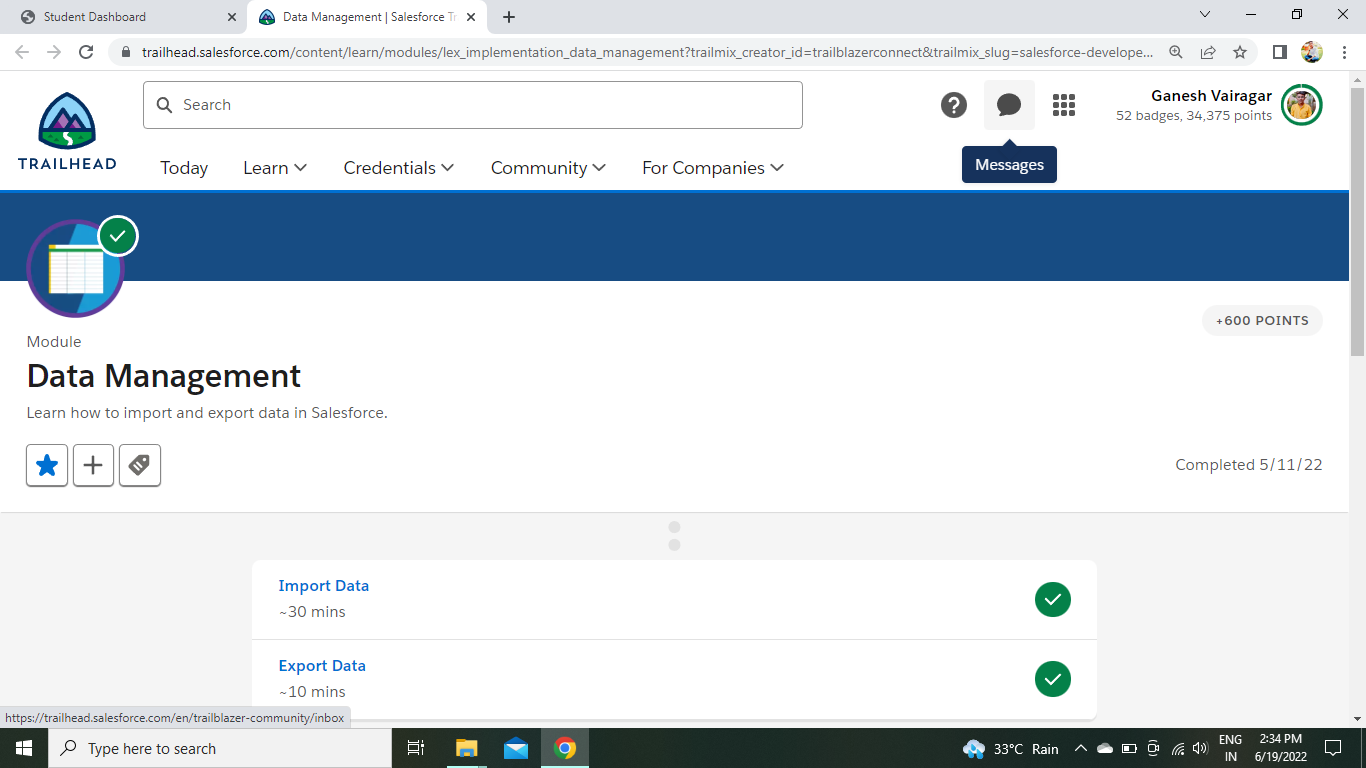 Student Dashboard
Data Management | Salesforce Tr
trailhead.salesforce.com/content/learn/modules/lex_implementation_data_management?trailmix_creator_id=trailblazerconnect&trailmix_slug=salesforce-develope...
TRAILHEAD
Search
Ganesh Vairagar
52 badges, 34,375 points
Today
Learn
Credentials
Community
For Companies
Messages
+600 POINTS
Module
Data Management
Learn how to import and export data in Salesforce.
Completed 5/11/22
Import Data
~30 mins
Export Data
~10 mins
https://trailhead.salesforce.com/en/trailblazer-community/inbox
Type here to search
33°C Rain
ENG
IN
2:34 PM
6/19/2022